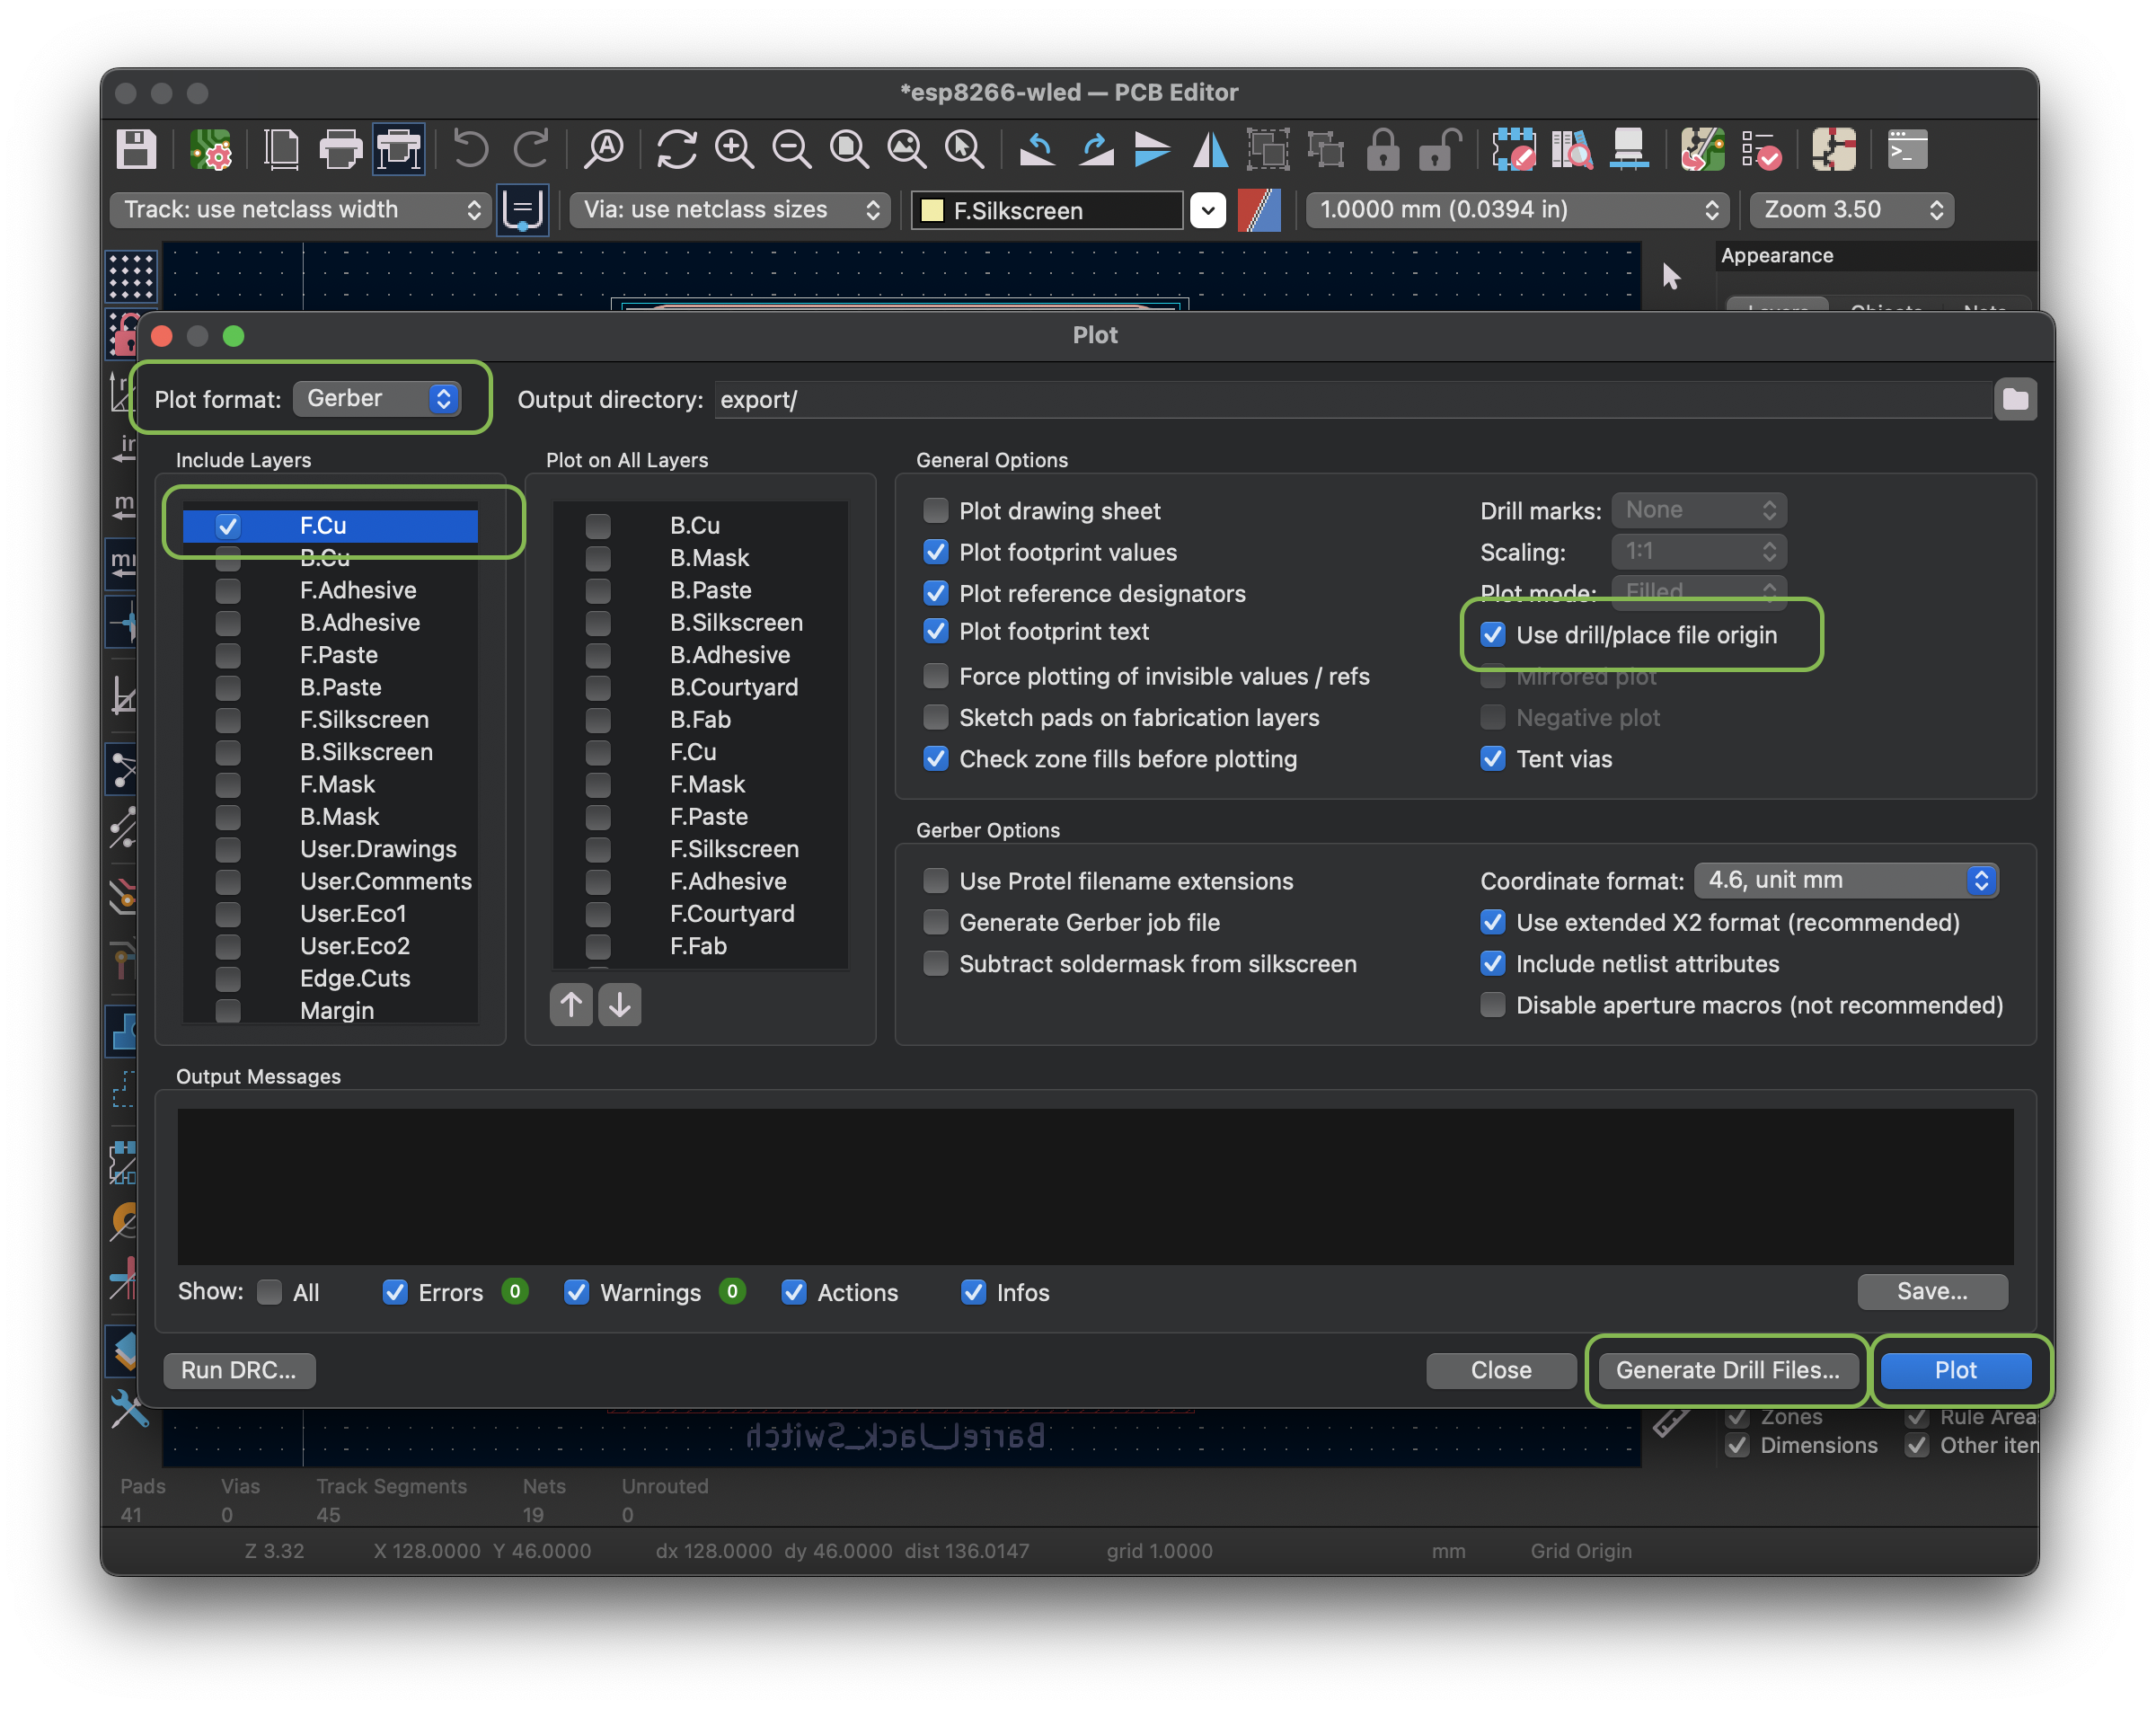 *esp8266-wled — PCB Editor
Track: use netclass width
Via: use netclass sizes
F.Silkscreen
1.0000 mm (0.0394 in)
Zoom 3.50
Appearance
Plot
Plot format: Gerber
Output directory: export/
Include Layers
F.Cu
B.Cu
F.Adhesive
B.Adhesive
F.Paste
B.Paste
F.Silkscreen
B.Silkscreen
F.Mask
B.Mask
User.Drawings
User.Comments
User.Eco1
User.Eco2
Edge.Cuts
Margin
Plot on All Layers
B.Cu
B.Mask
B.Paste
B.Silkscreen
B.Adhesive
B.Courtyard
B.Fab
F.Cu
F.Mask
F.Paste
F.Silkscreen
F.Adhesive
F.Courtyard
F.Fab
General Options
Plot drawing sheet
Plot footprint values
Plot reference designators
Plot footprint text
Force plotting of invisible values / refs
Sketch pads on fabrication layers
Check zone fills before plotting
Drill marks: None
Scaling: 1:1
Plot mode: Filled
Use drill/place file origin
Mirrored plot
Negative plot
Tent vias
Gerber Options
Use Protel filename extensions
Generate Gerber job file
Subtract soldermask from silkscreen
Coordinate format: 4.6, unit mm
Use extended X2 format (recommended)
Include netlist attributes
Disable aperture macros (not recommended)
Output Messages
Show: All Errors 0 Warnings 0 Actions Infos
Save...
Run DRC...
Close
Generate Drill Files...
Plot
Barrel_Jack_Switch
Zones
Rule Area
Dimensions
Other iter
Pads Vias Track Segments Nets Unrouted
41 0 45 19 0
Z 3.32 X 128.0000 Y 46.0000 dx 128.0000 dy 46.0000 dist 136.0147 grid 1.0000 mm Grid Origin